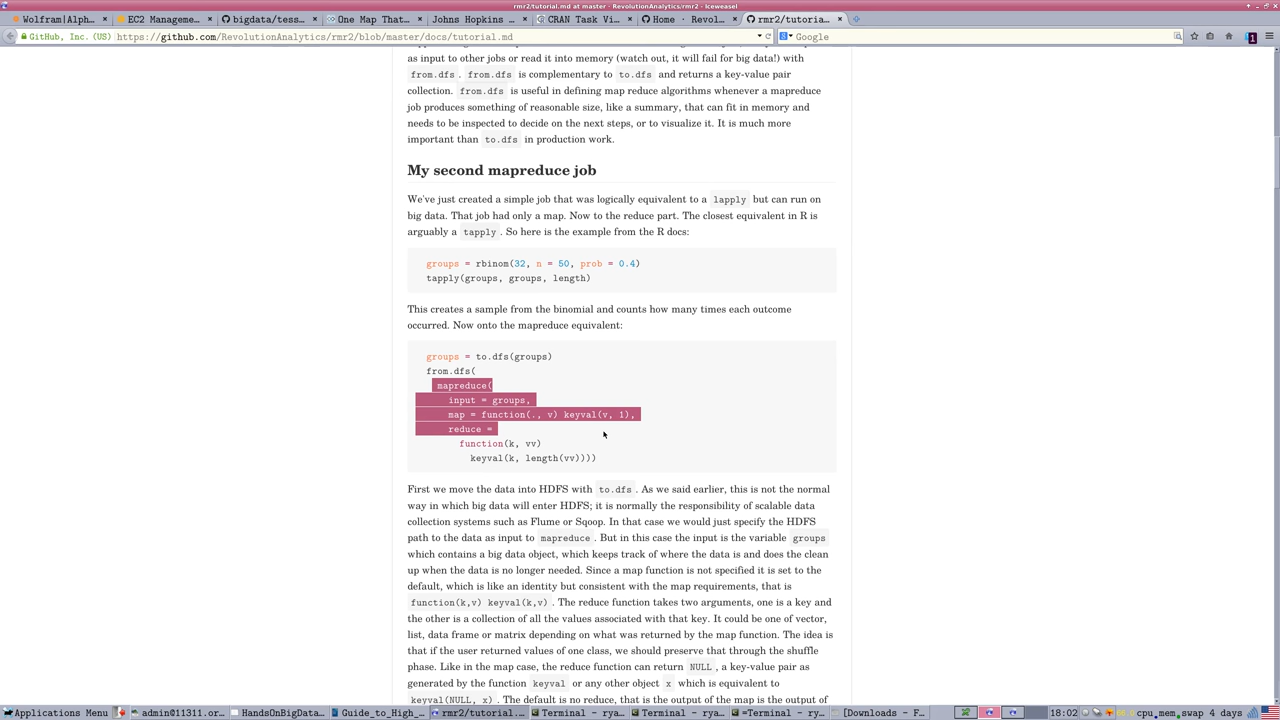 rmr2/tutorial.md at master · RevolutionAnalytics/rmr2 - Iceweasel
Wolfram|Alph... EC2 Manageme... bigdata/tess... One Map That... Johns Hopkins ... CRAN Task Vi... Home · Revol... rmr2/tutoria...
GitHub, Inc. (US) https://github.com/RevolutionAnalytics/rmr2/blob/master/docs/tutorial.md Google
as input to other jobs or read it into memory (watch out, it will fail for big data!) with
from.dfs . from.dfs is complementary to to.dfs and returns a key-value pair
collection. from.dfs is useful in defining map reduce algorithms whenever a mapreduce
job produces something of reasonable size, like a summary, that can fit in memory and
needs to be inspected to decide on the next steps, or to visualize it. It is much more
important than to.dfs in production work.
My second mapreduce job
We've just created a simple job that was logically equivalent to a lapply but can run on
big data. That job had only a map. Now to the reduce part. The closest equivalent in R is
arguably a tapply . So here is the example from the R docs:
groups = rbinom(32, n = 50, prob = 0.4)
tapply(groups, groups, length)
This creates a sample from the binomial and counts how many times each outcome
occurred. Now onto the mapreduce equivalent:
groups = to.dfs(groups)
from.dfs(
mapreduce(
input = groups,
map = function(., v) keyval(v, 1),
reduce =
function(k, vv)
keyval(k, length(vv))))
First we move the data into HDFS with to.dfs . As we said earlier, this is not the normal
way in which big data will enter HDFS; it is normally the responsibility of scalable data
collection systems such as Flume or Sqoop. In that case we would just specify the HDFS
path to the data as input to mapreduce . But in this case the input is the variable groups
which contains a big data object, which keeps track of where the data is and does the clean
up when the data is no longer needed. Since a map function is not specified it is set to the
default, which is like an identity but consistent with the map requirements, that is
function(k,v) keyval(k,v) . The reduce function takes two arguments, one is a key and
the other is a collection of all the values associated with that key. It could be one of vector,
list, data frame or matrix depending on what was returned by the map function. The idea is
that if the user returned values of one class, we should preserve that through the shuffle
phase. Like in the map case, the reduce function can return NULL , a key-value pair as
generated by the function keyval or any other object x which is equivalent to
keyval(NULL, x) . The default is no reduce, that is the output of the map is the output of
Applications Menu admin@11311.or... HandsOnBigData... Guide_to_High_... rmr2/tutorial.... Terminal - rya... Terminal - rya... =Terminal - ry... [Downloads - F... 18:02 cpu mem swap 4 days